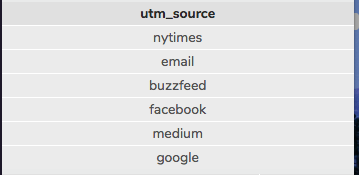 utm_source
nytimes
email
buzzfeed
facebook
medium
google